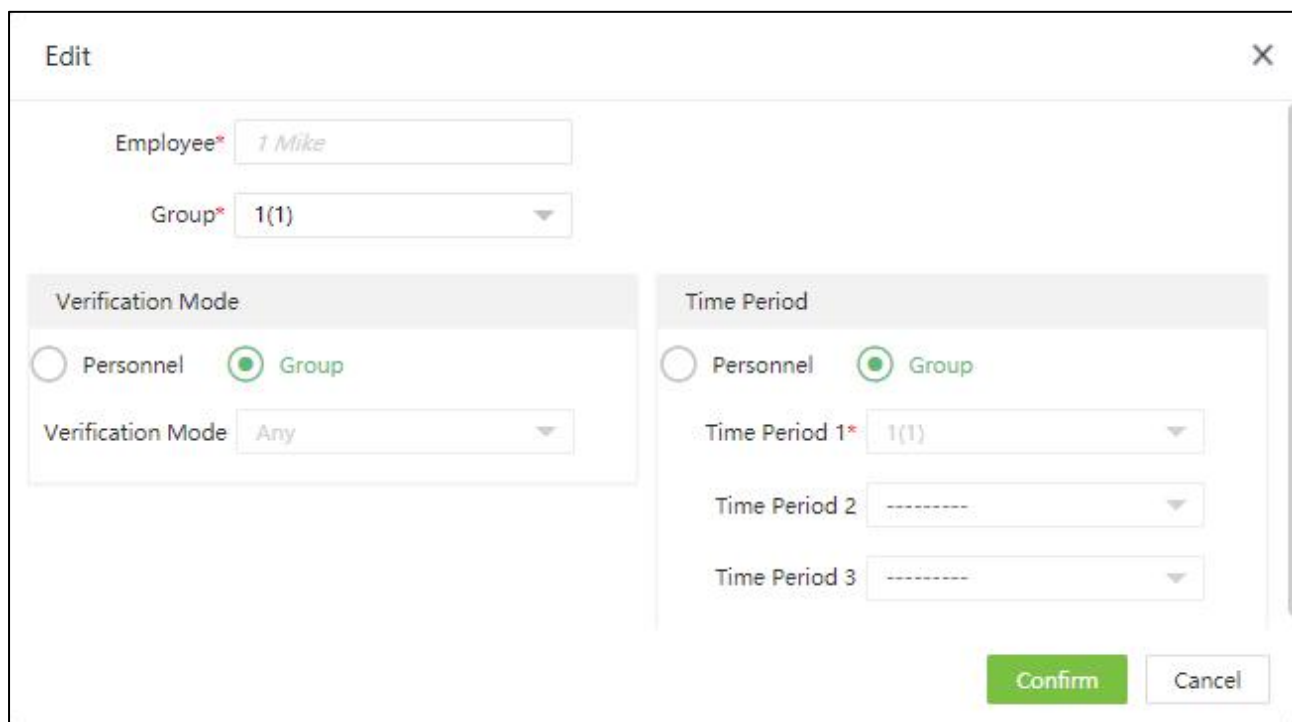 Edit
Employee* 1 Mike
Group* 1(1)
Verification Mode
Personnel Group
Verification Mode Any
Time Period
Personnel Group
Time Period 1* 1(1)
Time Period 2 ---------
Time Period 3 ---------
Confirm Cancel